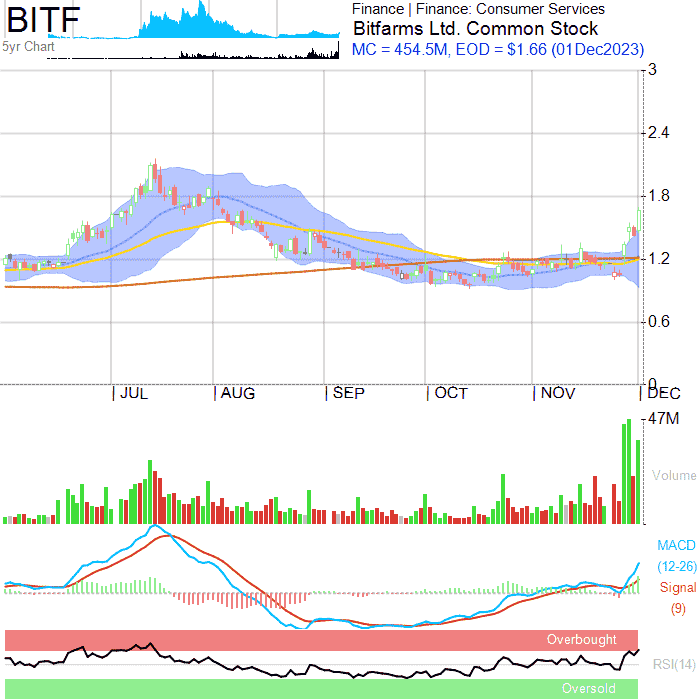 BITF
5yr Chart
Finance | Finance: Consumer Services
Bitfarms Ltd. Common Stock
MC = 454.5M, EOD = $1.66 (01Dec2023)
3
2.4
1.8
1.2
0.6
0
JUL AUG SEP OCT NOV DEC
47M
Volume
MACD
(12-26)
Signal
(9)
Overbought
RSI(14)
Oversold